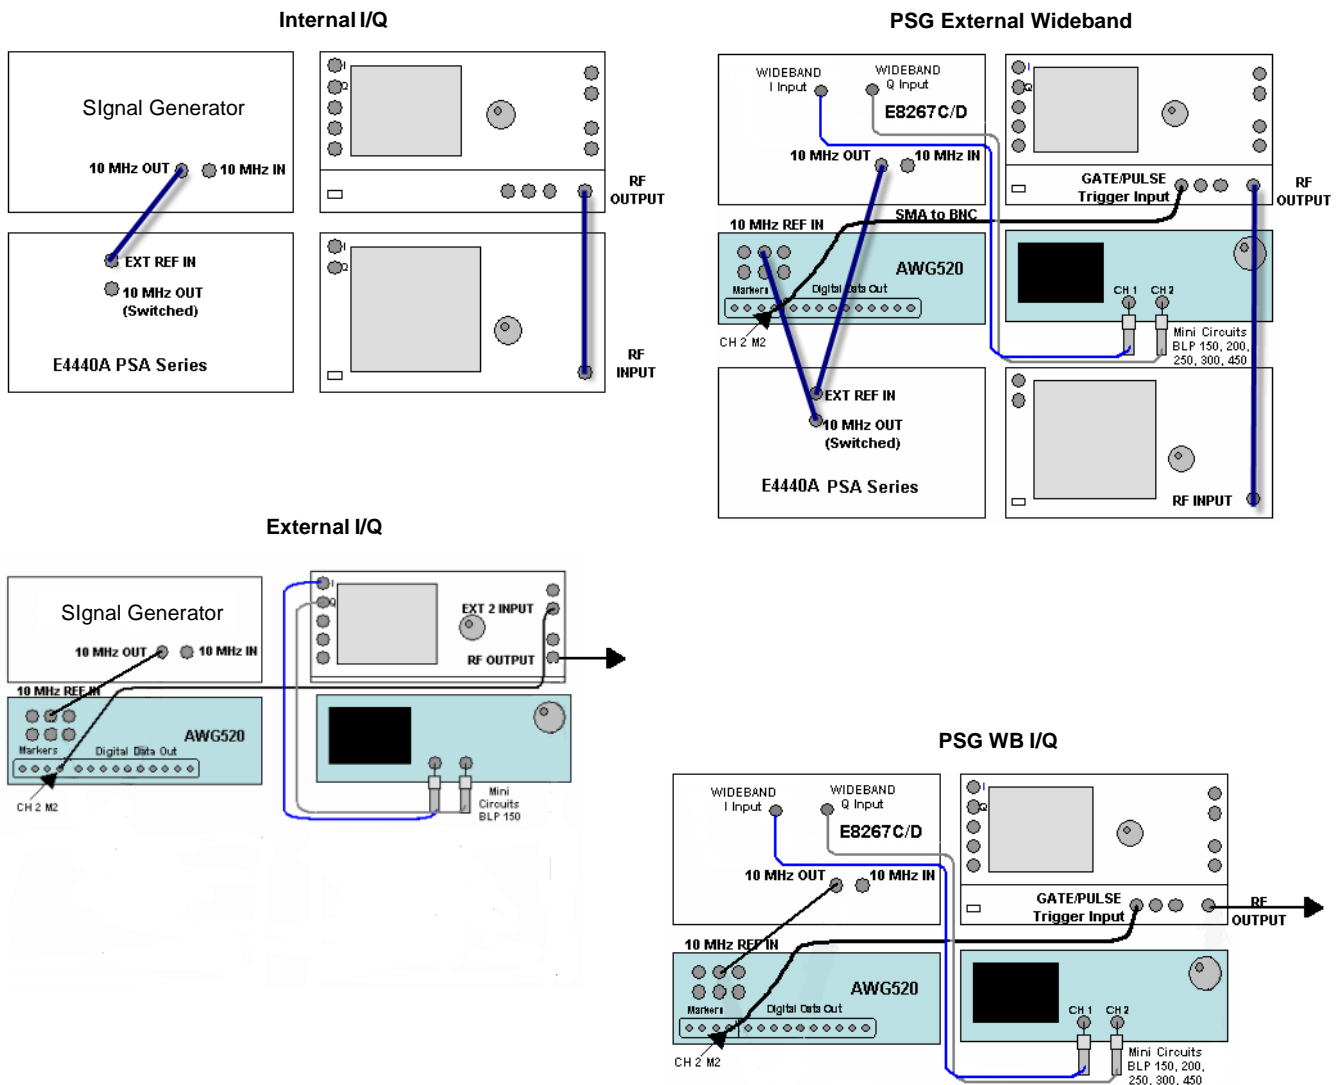 Internal I/Q
SIgnal Generator
10 MHz OUT
10 MHz IN
I
Q
RF
OUTPUT
EXT REF IN
10 MHz OUT
(Switched)
E4440A PSA Series
I
Q
RF
INPUT
PSG External Wideband
WIDEBAND
I Input
WIDEBAND
Q Input
E8267C/D
10 MHz OUT
10 MHz IN
I
Q
GATE/PULSE
Trigger Input
RF
OUTPUT
SMA to BNC
10 MHz REF IN
AWG520
Markers
Digital Data Out
CH 2 M2
CH 1
CH 2
Mini Circuits
BLP 150, 200,
250, 300, 450
EXT REF IN
10 MHz OUT
(Switched)
E4440A PSA Series
RF INPUT
External I/Q
SIgnal Generator
10 MHz OUT
10 MHz IN
I
Q
EXT 2 INPUT
RF OUTPUT
10 MHz REF IN
AWG520
Markers
Digital Data Out
CH 2 M2
Mini
Circuits
BLP 150
PSG WB I/Q
WIDEBAND
I Input
WIDEBAND
Q Input
E8267C/D
10 MHz OUT
10 MHz IN
I
Q
GATE/PULSE
Trigger Input
RF
OUTPUT
10 MHz REF IN
AWG520
Markers
Digital Data Out
CH 2 M2
CH 1
CH 2
Mini Circuits
BLP 150, 200,
250, 300, 450